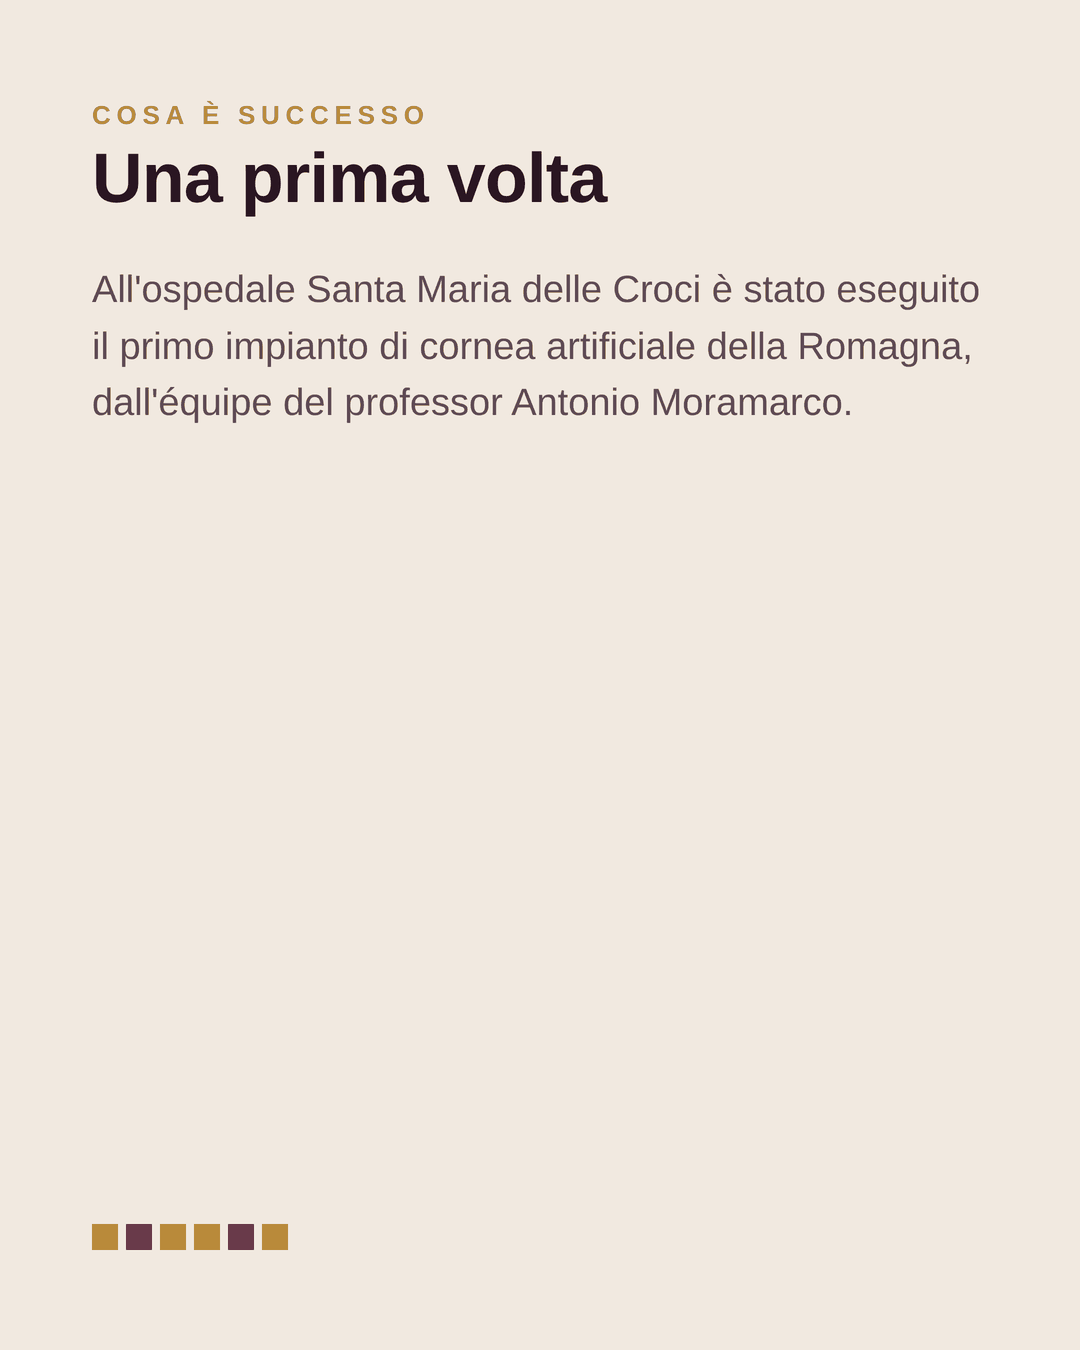 COSA È SUCCESSO
Una prima volta
All'ospedale Santa Maria delle Croci è stato eseguito
il primo impianto di cornea artificiale della Romagna,
dall'équipe del professor Antonio Moramarco.